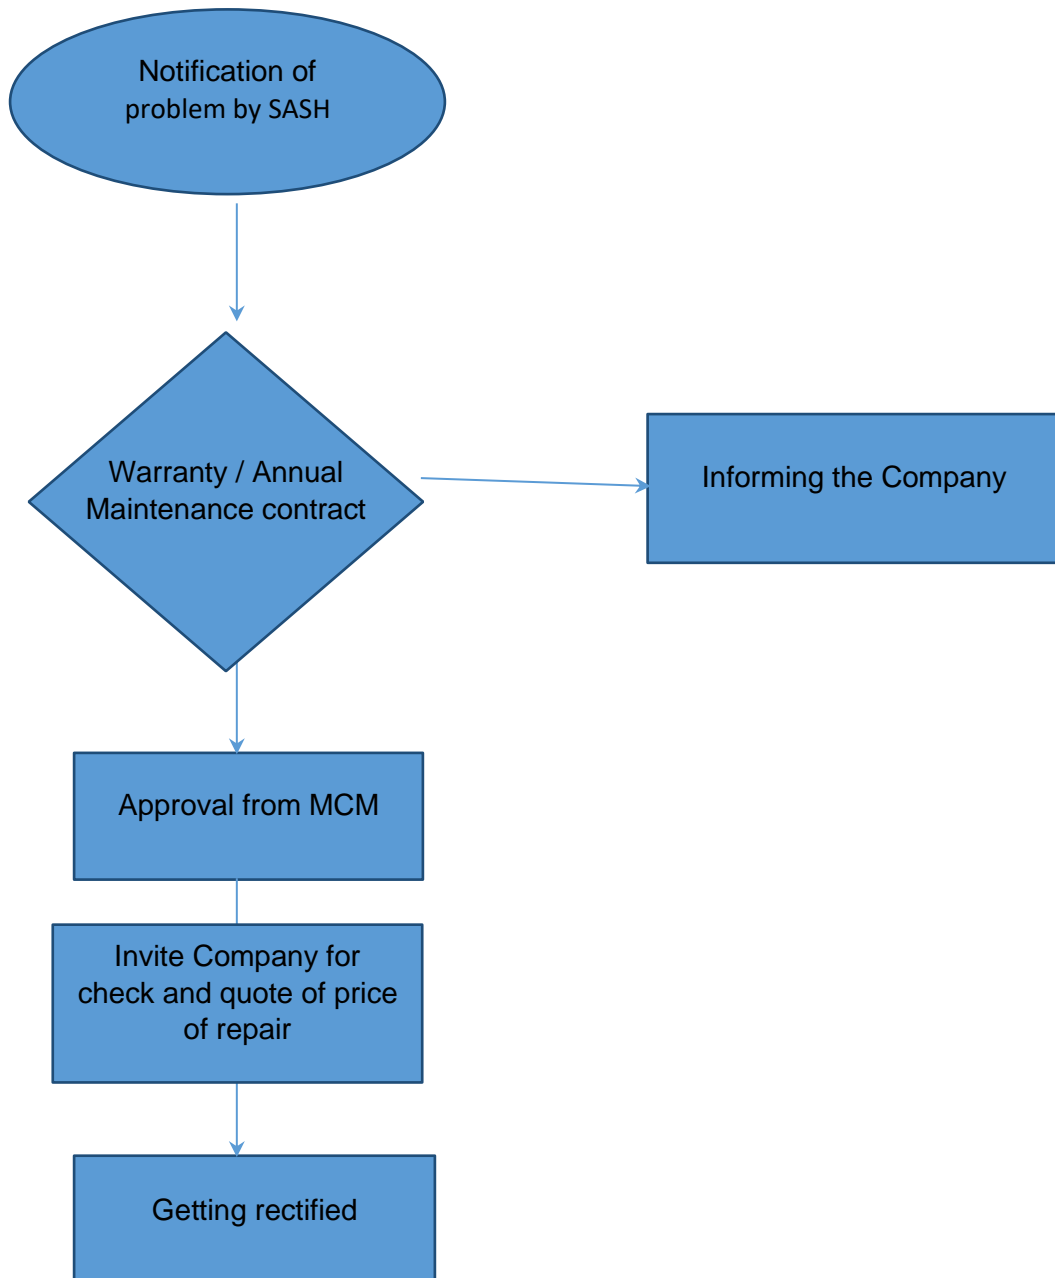 Notification of
problem by SASH
Warranty / Annual
Maintenance contract
Informing the Company
Approval from MCM
Invite Company for
check and quote of price
of repair
Getting rectified